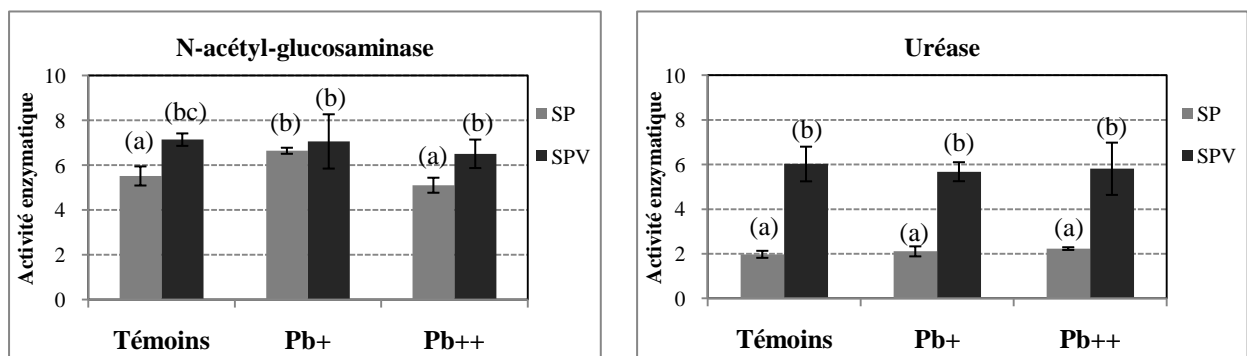 N-acétyl-glucosaminase
Activité enzymatique
10
8
6
4
2
0
(a)
(bc)
(b)
(b)
(a)
(b)
Témoins
Pb+
Pb++
SP
SPV
Uréase
Activité enzymatique
10
8
6
4
2
0
(a)
(b)
(a)
(b)
(a)
(b)
Témoins
Pb+
Pb++
SP
SPV